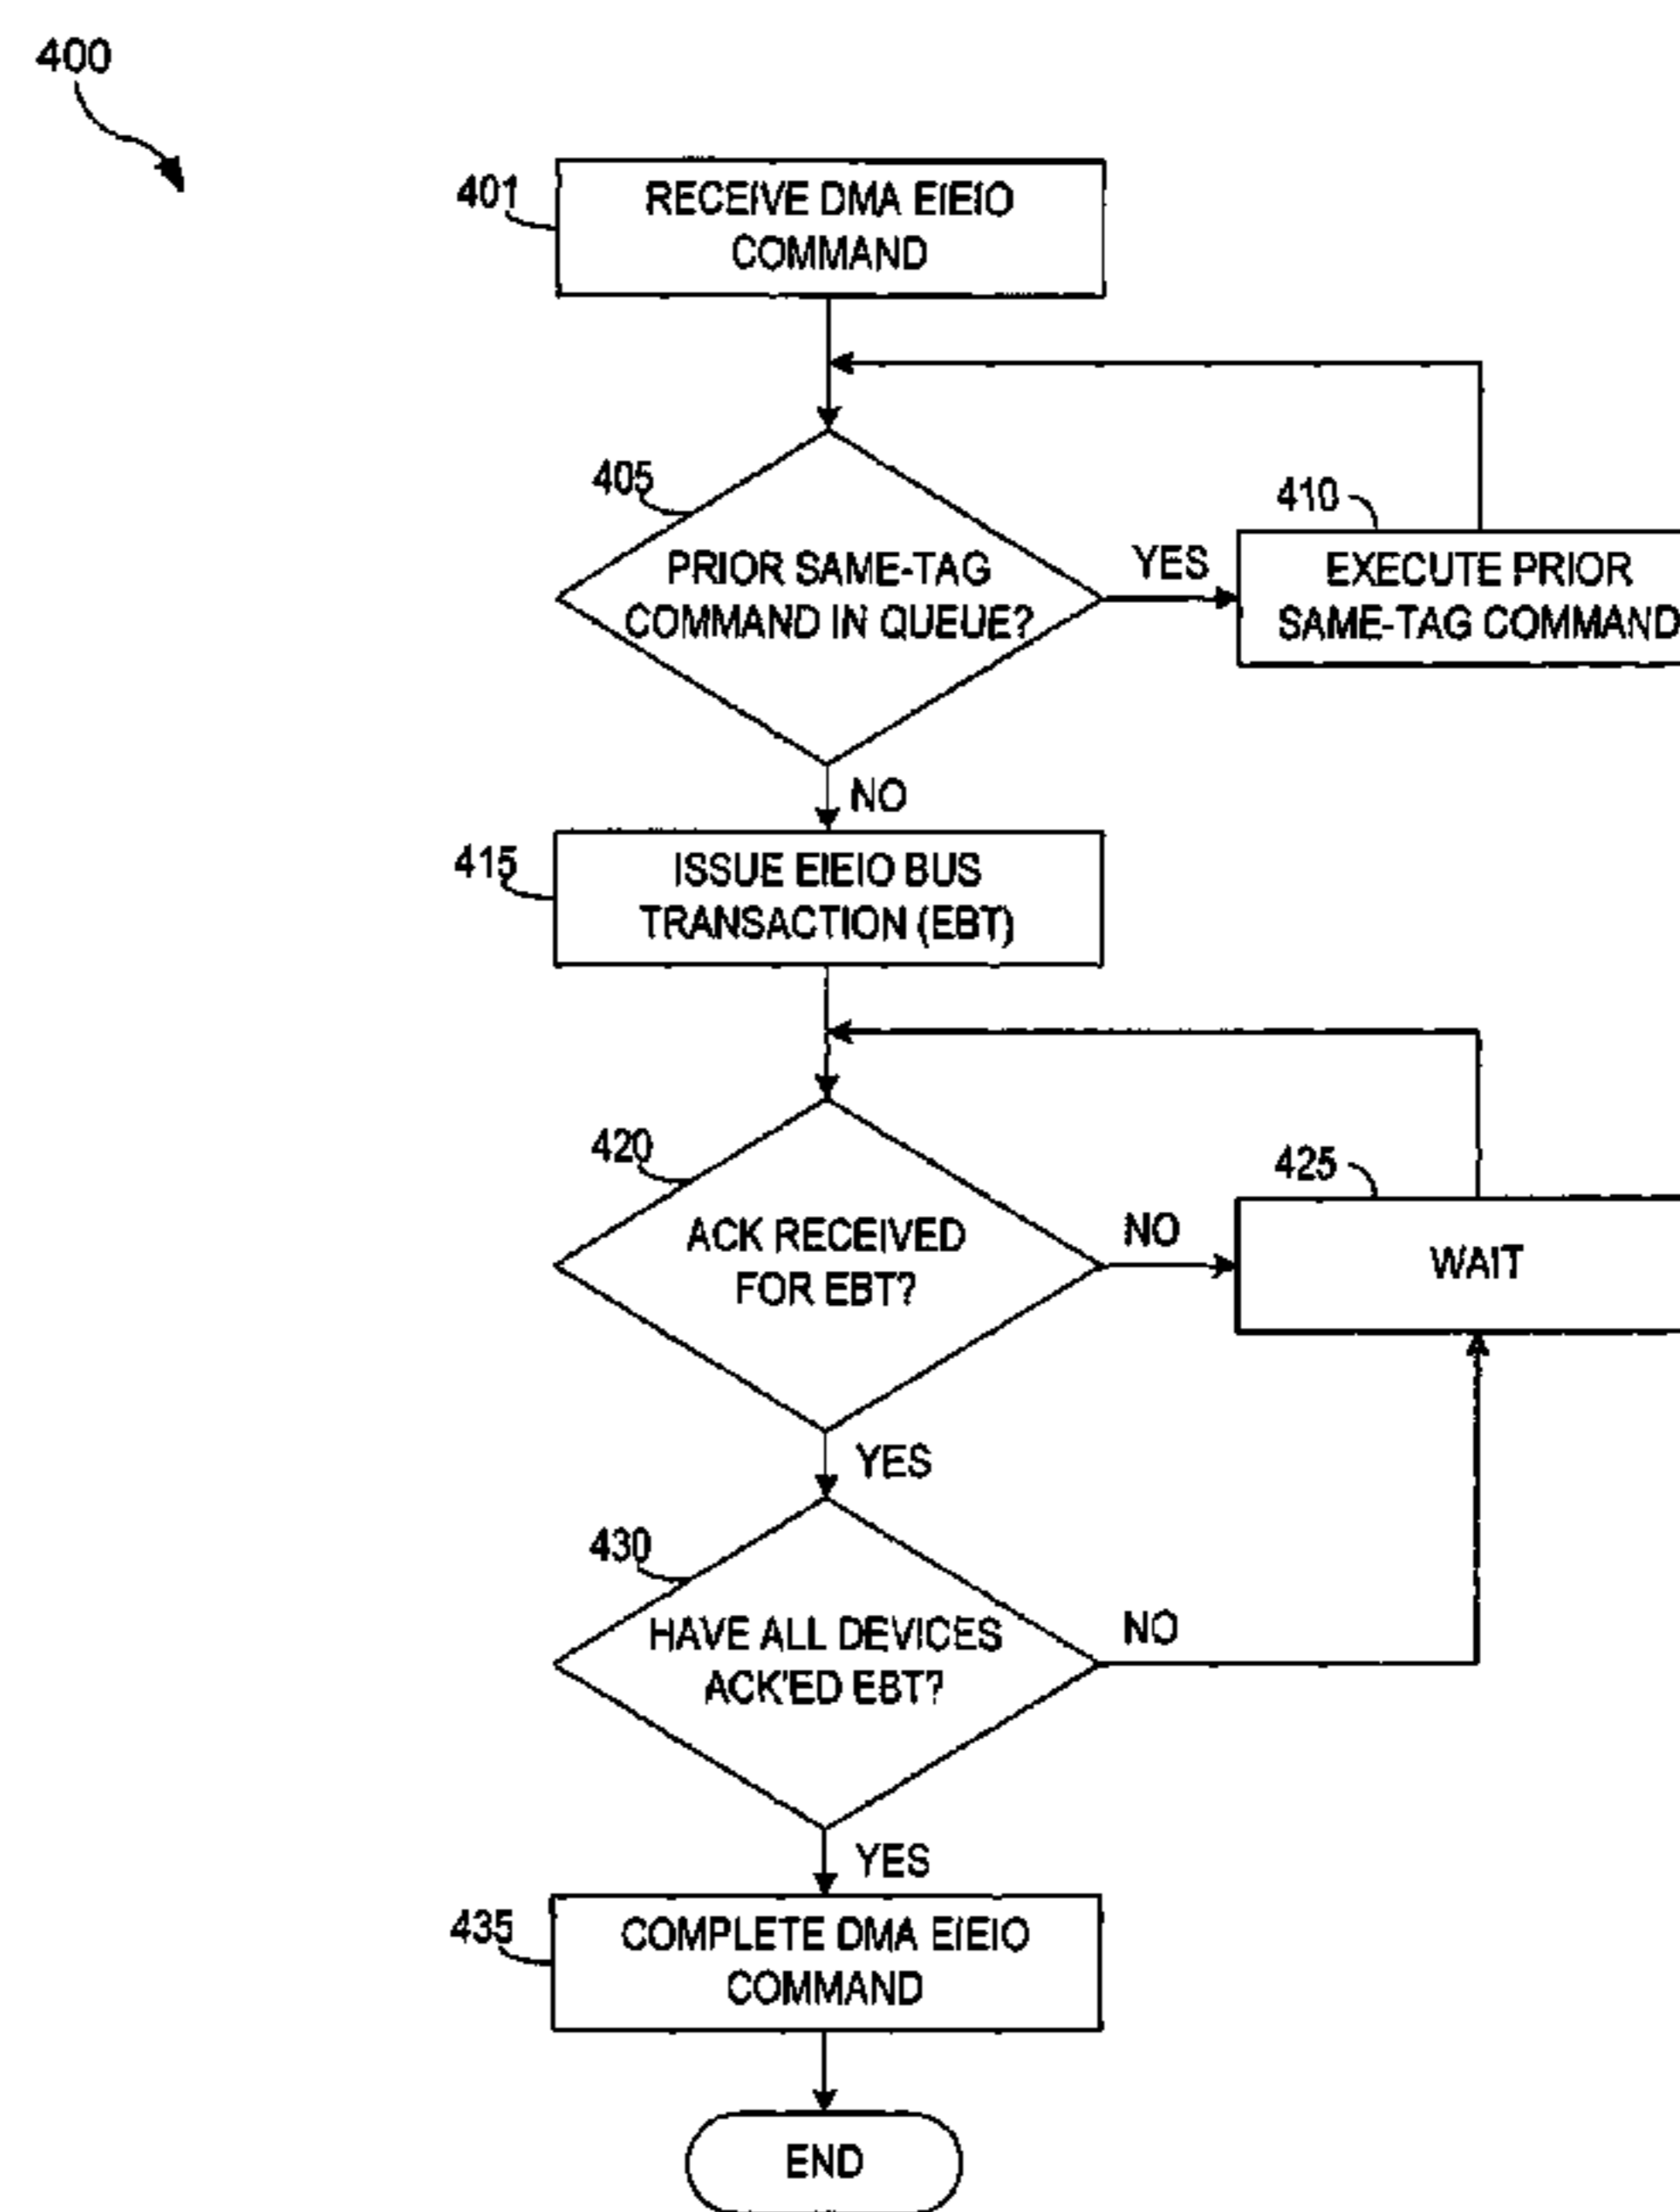 400
401
RECEIVE DMA EIEIO
COMMAND
405
PRIOR SAME-TAG
COMMAND IN QUEUE?
YES
410
EXECUTE PRIOR
SAME-TAG COMMAND
NO
415
ISSUE EIEIO BUS
TRANSACTION (EBT)
420
ACK RECEIVED
FOR EBT?
NO
425
WAIT
YES
430
HAVE ALL DEVICES
ACK'ED EBT?
NO
YES
435
COMPLETE DMA EIEIO
COMMAND
END